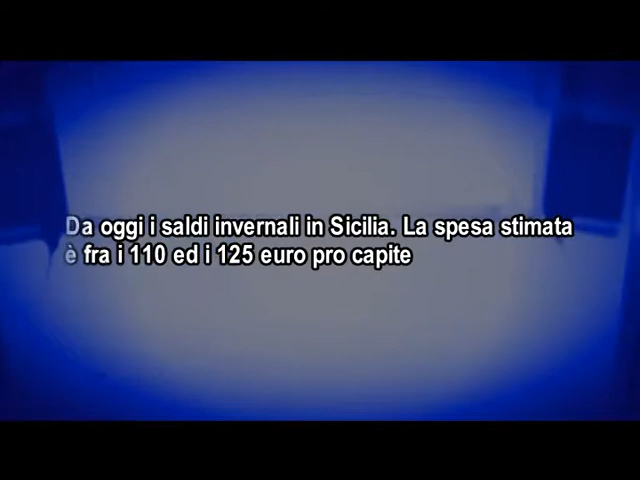 Da oggi i saldi invernali in Sicilia. La spesa stimata
è fra i 110 ed i 125 euro pro capite